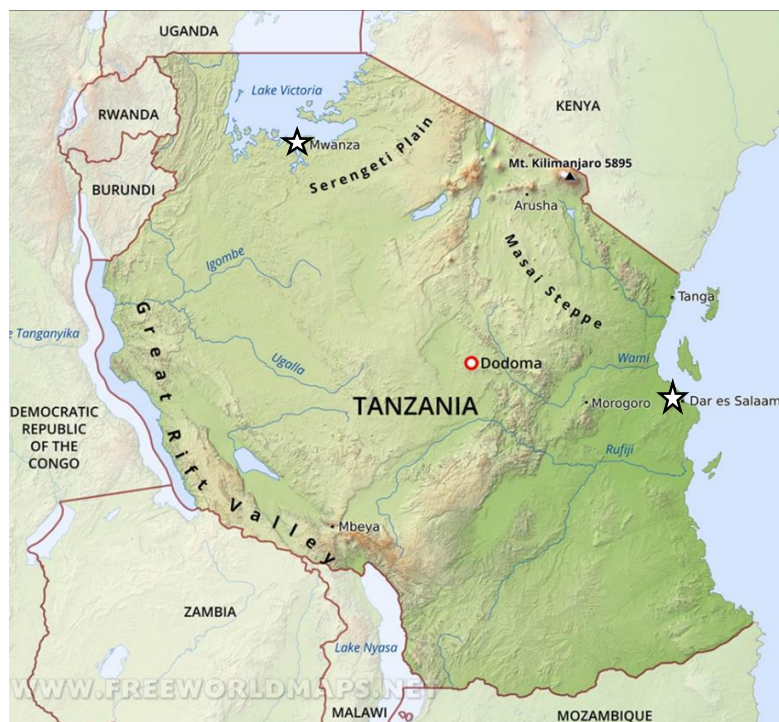 UGANDA
Lake Victoria
KENYA
RWANDA
Mwanza
Serengeti Plain
Mt. Kilimanjaro 5895
BURUNDI
Arusha
Masai Steppe
Igombe
Tanga
Great Rift Valley
e Tanganyika
Ugalla
Dodoma
Wami
TANZANIA
Morogoro
Dar es Salaam
DEMOCRATIC
REPUBLIC
OF THE
CONGO
Rufiji
Mbeya
ZAMBIA
Lake Nyasa
WWW.FREEWORLDMAPS.NET
MALAWI
MOZAMBIQUE